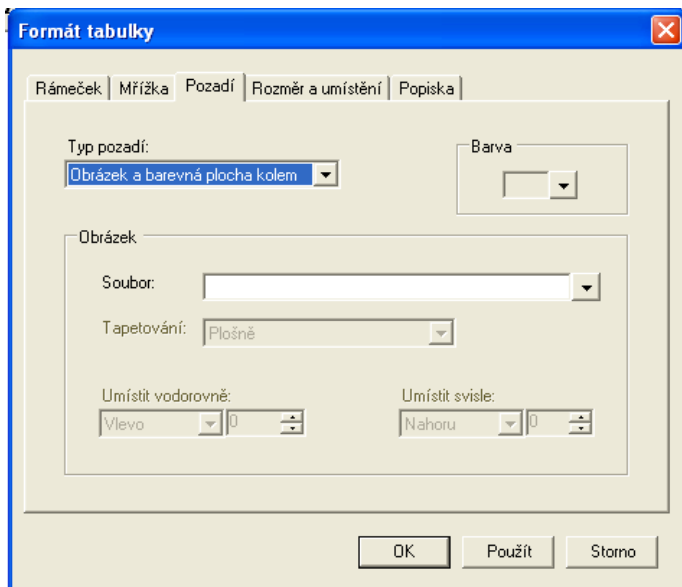 Formát tabulky
Rámeček Mřížka Pozadí Rozměr a umístění Popiska
Typ pozadí:
Barva
Obrázek a barevná plocha kolem
Obrázek
Soubor:
Tapetování: Plošně
Umístit vodorovně: Umístit svisle:
Vlevo 0 Nahoru 0
OK Použít Storno